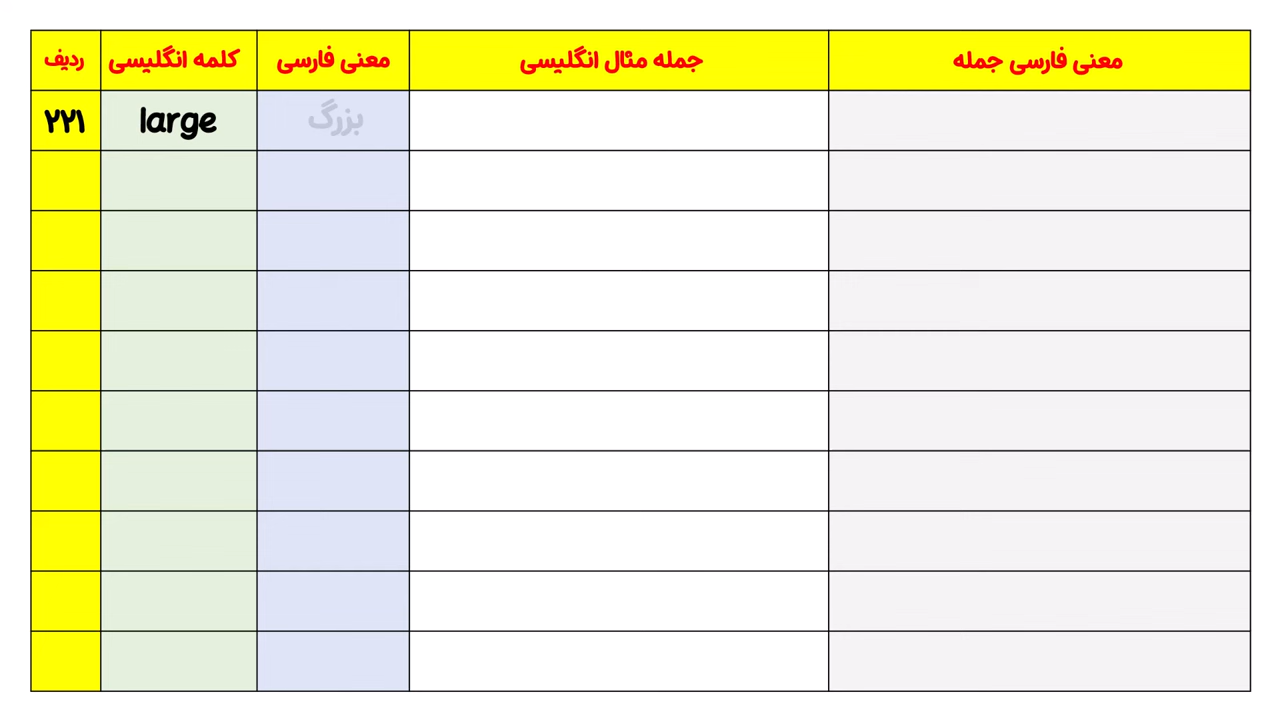 ردیف کلمه انگلیسی معنی فارسی جمله مثال انگلیسی معنی فارسی جمله
۲۲۱ large بزرگ